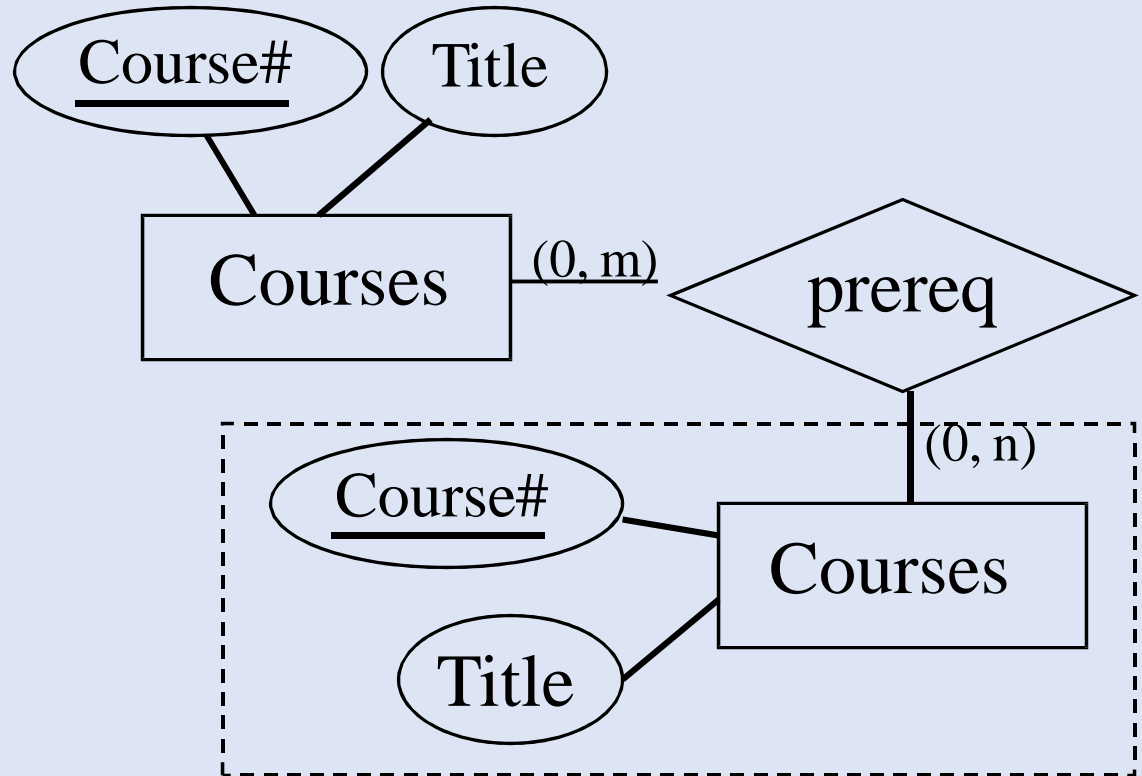 Course#
Title
Courses
(0, m)
prereq
(0, n)
Course#
Courses
Title